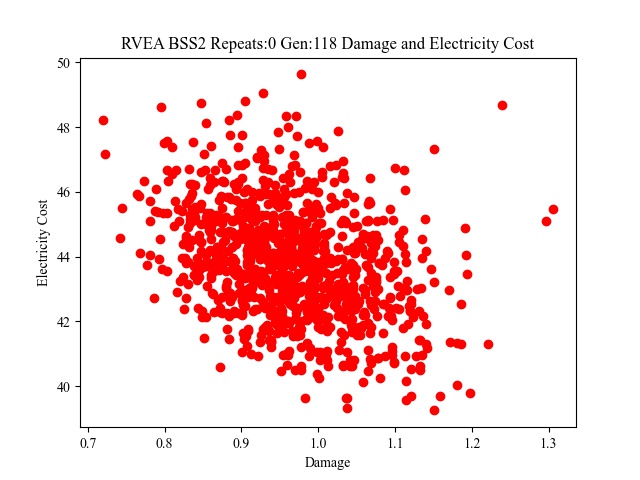 RVEA BSS2 Repeats:0 Gen:118 Damage and Electricity Cost
50
48
46
44
42
40
Electricity Cost
0.7 0.8 0.9 1.0 1.1 1.2 1.3
Damage